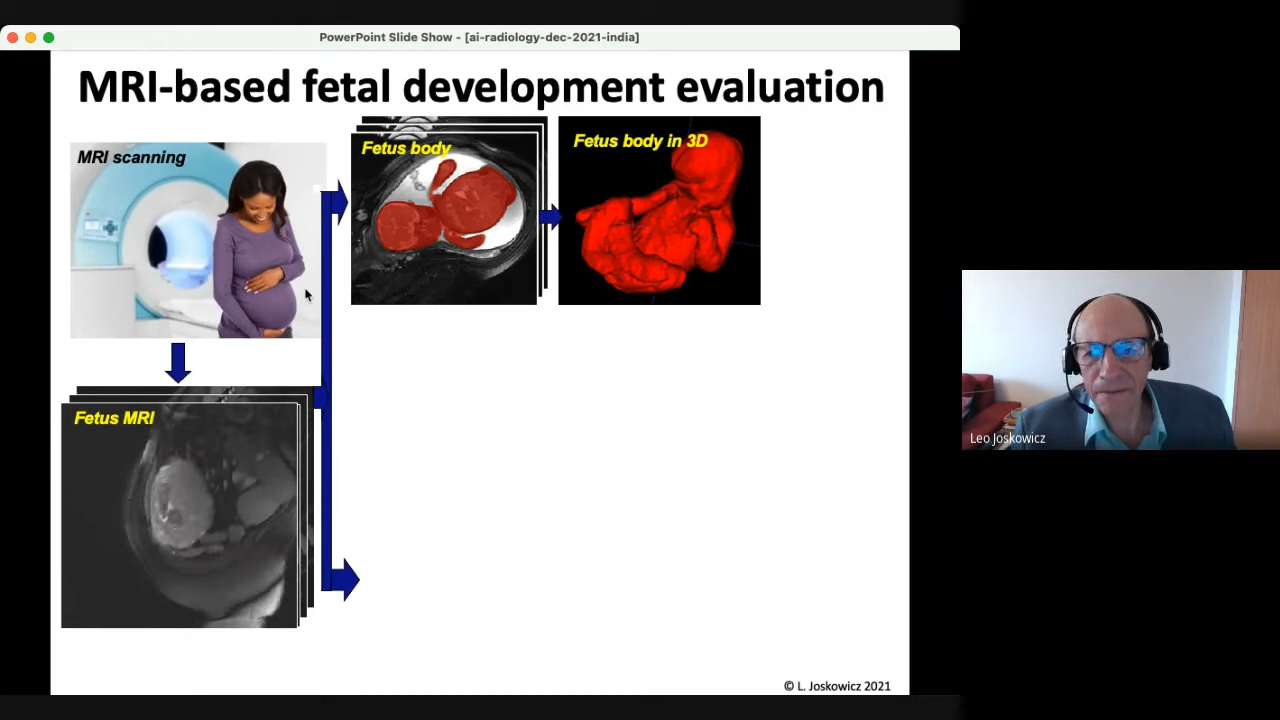 PowerPoint Slide Show - [ai-radiology-dec-2021-india]
MRI-based fetal development evaluation
MRI scanning
Fetus body
Fetus body in 3D
Fetus MRI
Leo Joskowicz
© L. Joskowicz 2021